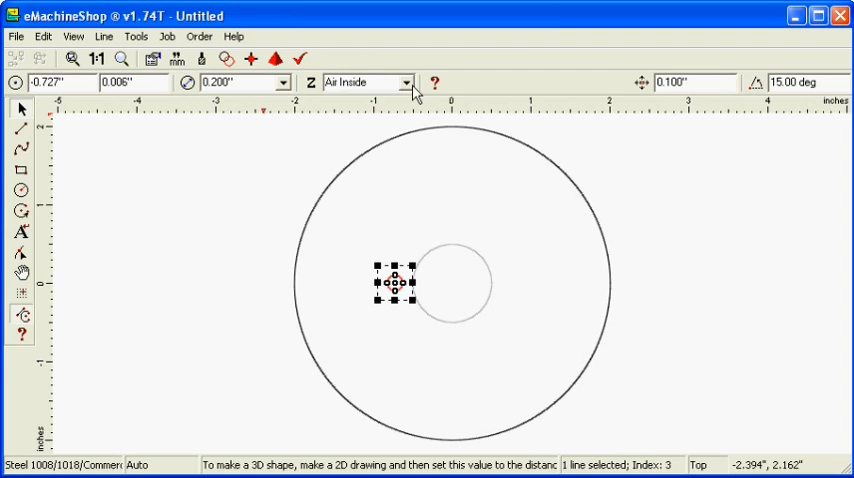 eMachineShop ® v1.74T - Untitled
File Edit View Line Tools Job Order Help
1:1 mm
-0.727" 0.006" 0.200" Z Air Inside ? 0.100" 15.00 deg
-5 -4 -3 -2 -1 0 1 2 3 4 inches
2
1
A
0
?
-1
inches
Steel 1008/1018/Commerc Auto To make a 3D shape, make a 2D drawing and then set this value to the distanc 1 line selected; Index: 3 Top -2.394", 2.162"